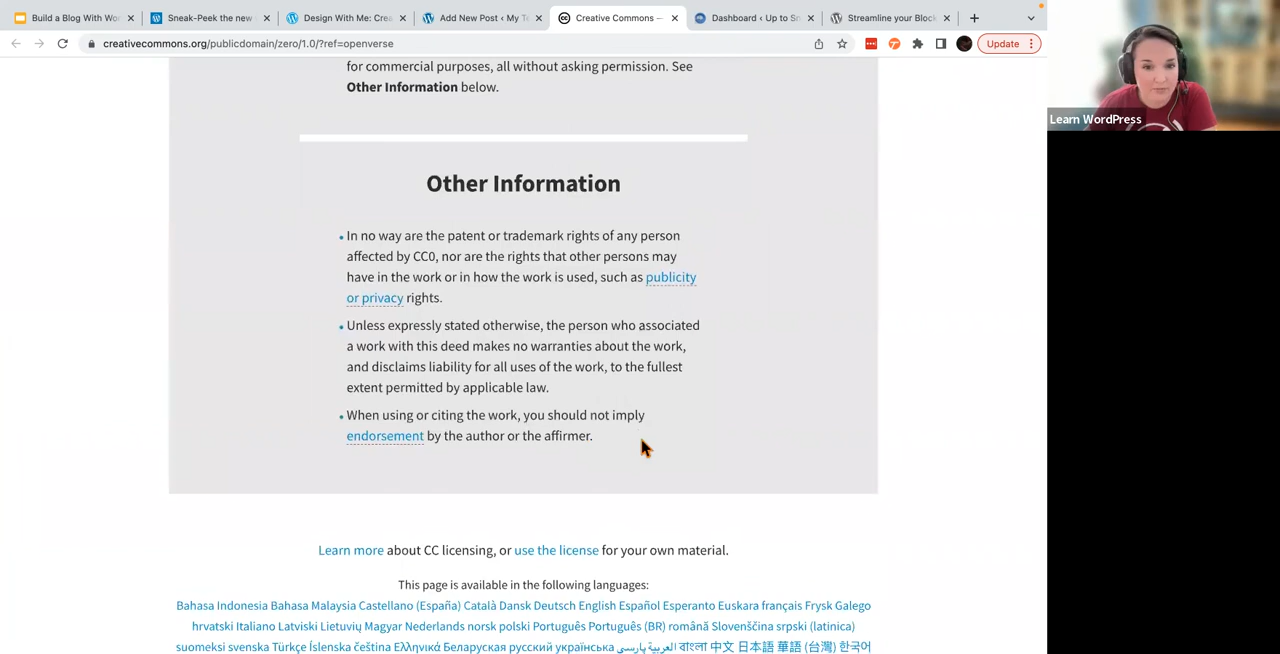 Build a Blog With Wor
Sneak-Peek the new
Design With Me: Crea
Add New Post ‹ My T
Creative Commons —
Dashboard ‹ Up to Sr
Streamline your Block
creativecommons.org/publicdomain/zero/1.0/?ref=openverse
Update
for commercial purposes, all without asking permission. See
Other Information below.
Learn WordPress
Other Information
In no way are the patent or trademark rights of any person
affected by CC0, nor are the rights that other persons may
have in the work or in how the work is used, such as publicity
or privacy rights.
Unless expressly stated otherwise, the person who associated
a work with this deed makes no warranties about the work,
and disclaims liability for all uses of the work, to the fullest
extent permitted by applicable law.
When using or citing the work, you should not imply
endorsement by the author or the affirmer.
Learn more about CC licensing, or use the license for your own material.
This page is available in the following languages:
Bahasa Indonesia Bahasa Malaysia Castellano (España) Català Dansk Deutsch English Español Esperanto Euskara français Frysk Galego
hrvatski Italiano Latviski Lietuvių Magyar Nederlands norsk polski Português Português (BR) română Slovenščina srpski (latinica)
suomeksi svenska Türkçe Íslenska čeština Ελληνικά Беларуская русский українська العربية پارسی বাংলা 中文 日本語 華語 (台灣) 한국어